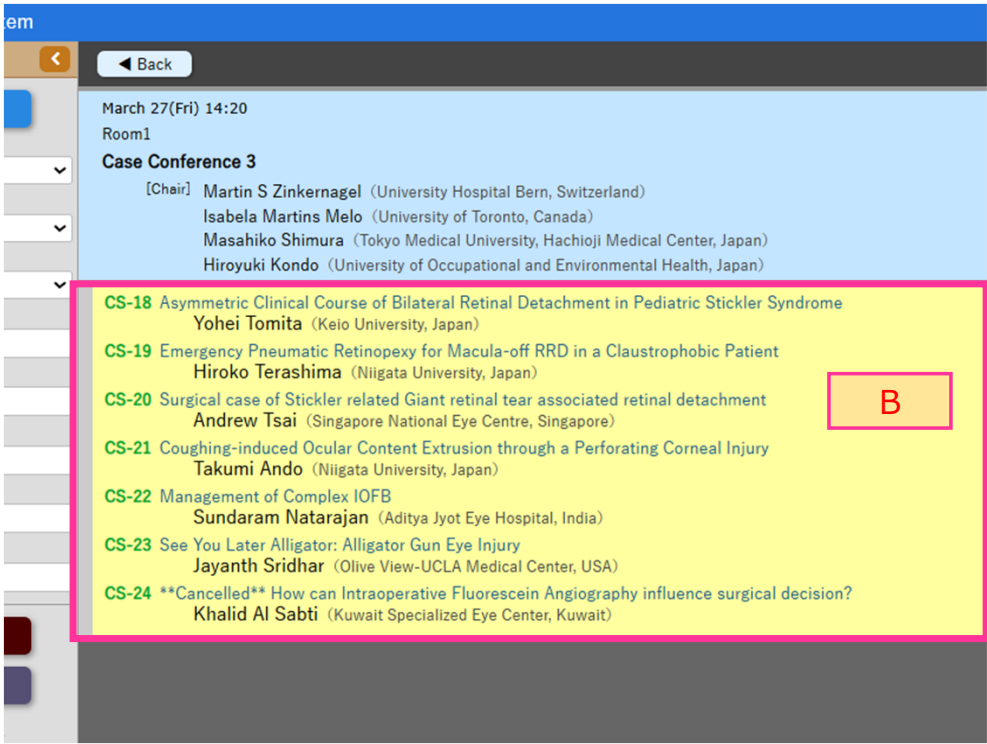 tem
◀ Back
March 27(Fri) 14:20
Room1
Case Conference 3
[Chair] Martin S Zinkernagel (University Hospital Bern, Switzerland)
Isabela Martins Melo (University of Toronto, Canada)
Masahiko Shimura (Tokyo Medical University, Hachioji Medical Center, Japan)
Hiroyuki Kondo (University of Occupational and Environmental Health, Japan)
CS-18 Asymmetric Clinical Course of Bilateral Retinal Detachment in Pediatric Stickler Syndrome
Yohei Tomita (Keio University, Japan)
CS-19 Emergency Pneumatic Retinopexy for Macula-off RRD in a Claustrophobic Patient
Hiroko Terashima (Niigata University, Japan)
CS-20 Surgical case of Stickler related Giant retinal tear associated retinal detachment
Andrew Tsai (Singapore National Eye Centre, Singapore)
B
CS-21 Coughing-induced Ocular Content Extrusion through a Perforating Corneal Injury
Takumi Ando (Niigata University, Japan)
CS-22 Management of Complex IOFB
Sundaram Natarajan (Aditya Jyot Eye Hospital, India)
CS-23 See You Later Alligator: Alligator Gun Eye Injury
Jayanth Sridhar (Olive View-UCLA Medical Center, USA)
CS-24 **Cancelled** How can Intraoperative Fluorescein Angiography influence surgical decision?
Khalid Al Sabti (Kuwait Specialized Eye Center, Kuwait)